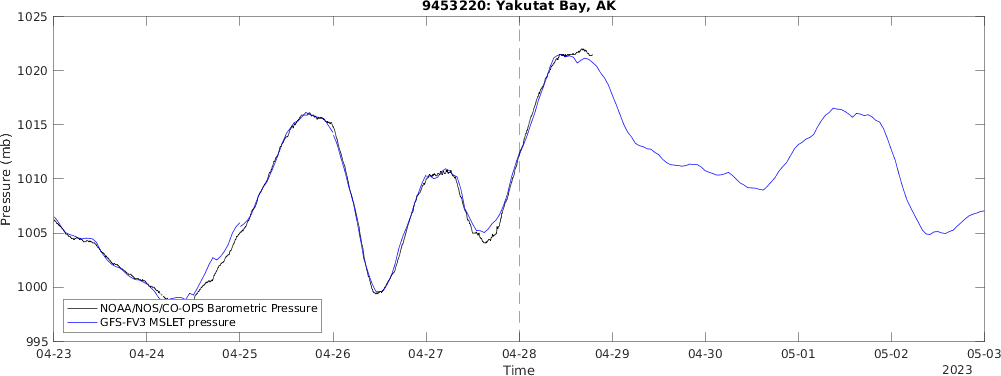 9453220: Yakutat Bay, AK
1025
1020
1015
1010
1005
1000
995
Pressure (mb)
NOAA/NOS/CO-OPS Barometric Pressure
GFS-FV3 MSLET pressure
04-23 04-24 04-25 04-26 04-27 04-28 04-29 04-30 05-01 05-02 05-03
Time
2023